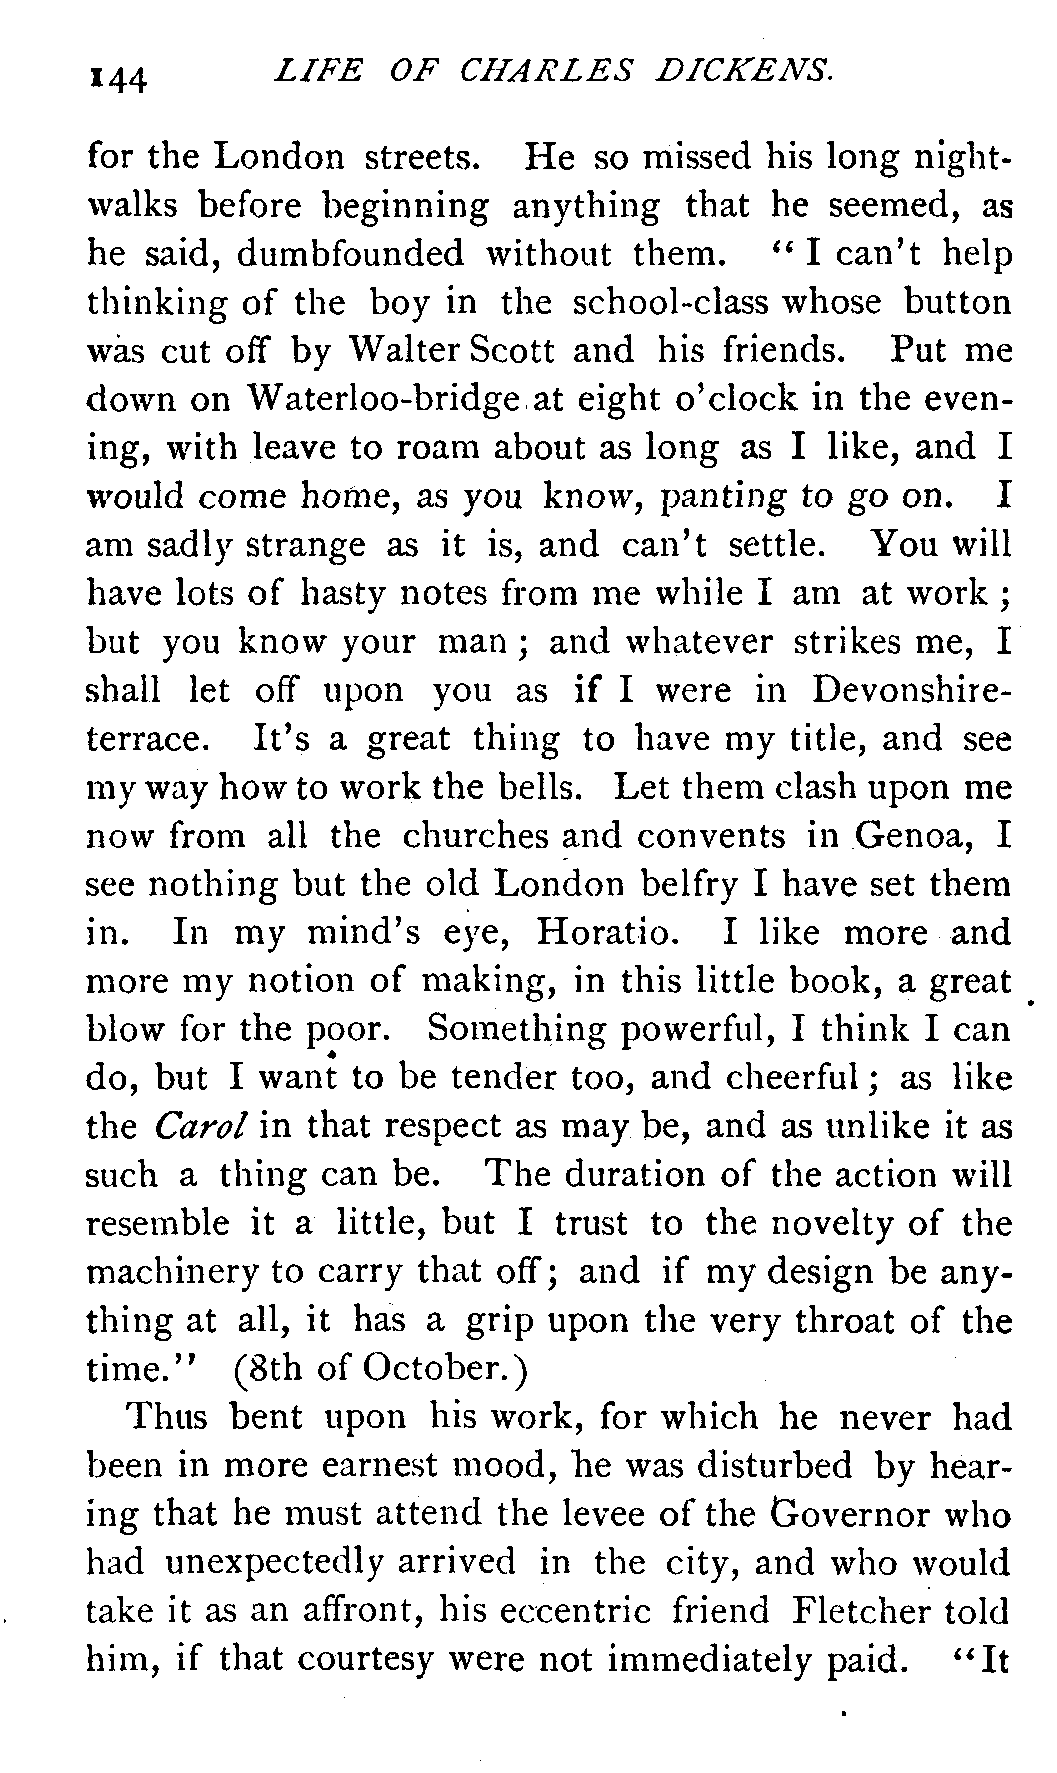 144 LIFE OF CHARLES DICKENS.
for the London streets. He so missed his long night-
walks before beginning anything that he seemed, as
he said, dumbfounded without them. “ I can't help
thinking of the boy in the school-class whose button
was cut off by Walter Scott and his friends. Put me
down on Waterloo-bridge at eight o'clock in the even-
ing, with leave to roam about as long as I like, and I
would come home, as you know, panting to go on. I
am sadly strange as it is, and can't settle. You will
have lots of hasty notes from me while I am at work ;
but you know your man ; and whatever strikes me, I
shall let off upon you as if I were in Devonshire-
terrace. It's a great thing to have my title, and see
my way how to work the bells. Let them clash upon me
now from all the churches and convents in Genoa, I
see nothing but the old London belfry I have set them
in. In my mind's eye, Horatio. I like more and
more my notion of making, in this little book, a great
blow for the poor. Something powerful, I think I can
do, but I want to be tender too, and cheerful ; as like
the Carol in that respect as may be, and as unlike it as
such a thing can be. The duration of the action will
resemble it a little, but I trust to the novelty of the
machinery to carry that off; and if my design be any-
thing at all, it has a grip upon the very throat of the
time.” (8th of October.)
Thus bent upon his work, for which he never had
been in more earnest mood, he was disturbed by hear-
ing that he must attend the levee of the Governor who
had unexpectedly arrived in the city, and who would
take it as an affront, his eccentric friend Fletcher told
him, if that courtesy were not immediately paid. “It